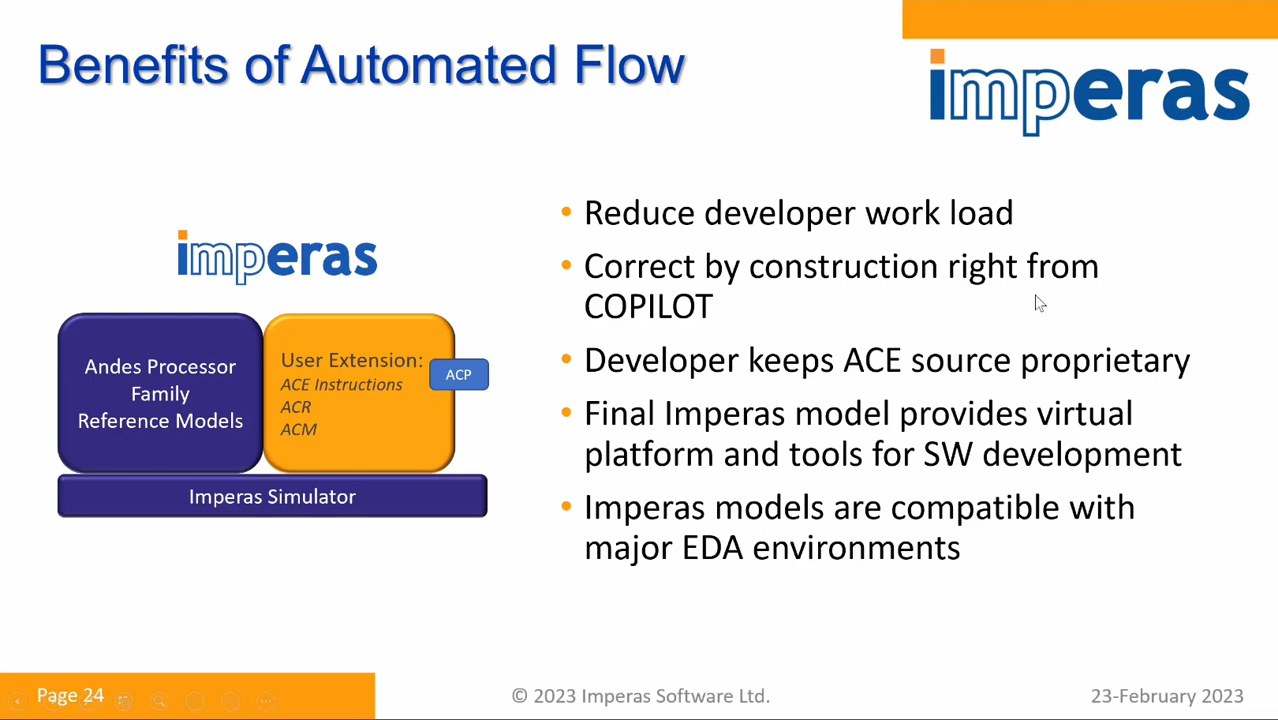 Benefits of Automated Flow
imperas
imperas
Andes Processor
Family
Reference Models
User Extension:
ACE Instructions
ACR
ACM
ACP
Imperas Simulator
• Reduce developer work load
• Correct by construction right from
COPILOT
• Developer keeps ACE source proprietary
• Final Imperas model provides virtual
platform and tools for SW development
• Imperas models are compatible with
major EDA environments
Page 24
© 2023 Imperas Software Ltd.
23-February 2023